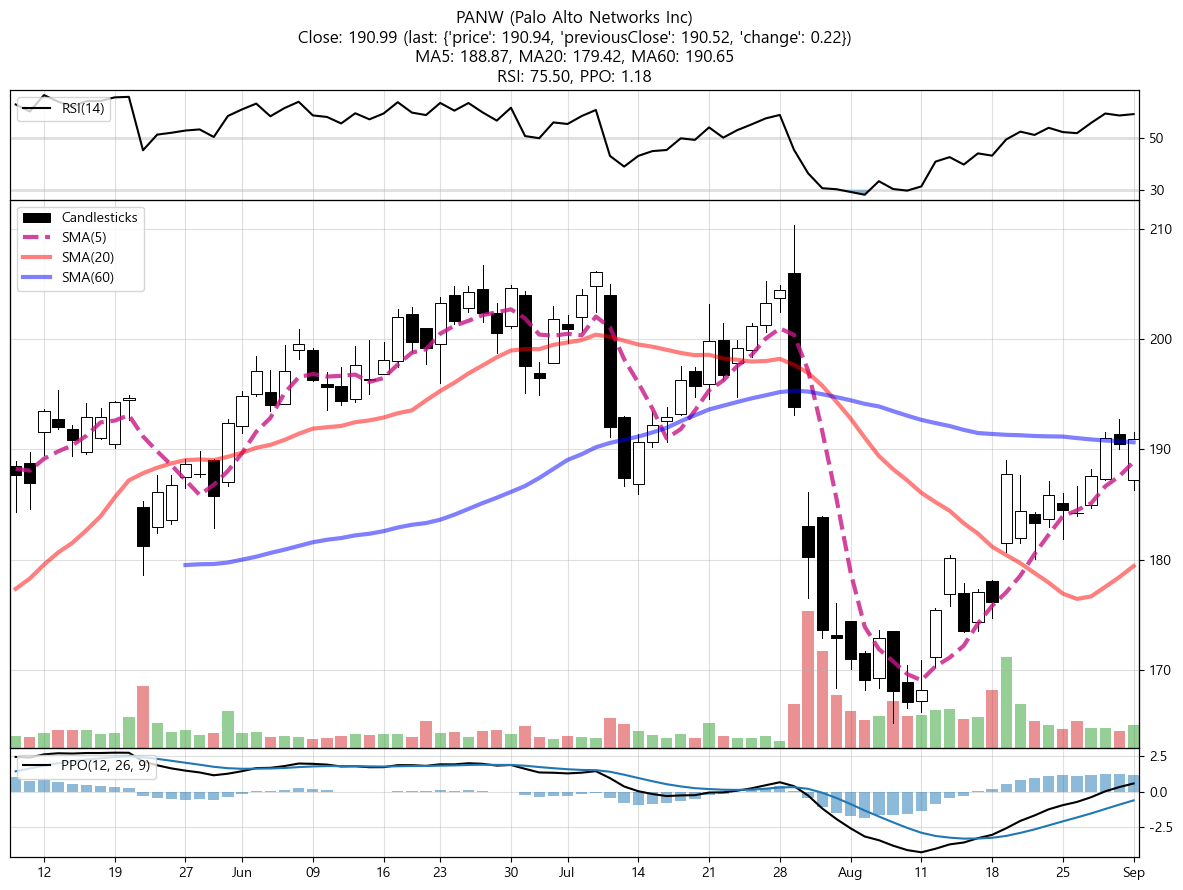 PANW (Palo Alto Networks Inc)
Close: 190.99 (last: {'price': 190.94, 'previousClose': 190.52, 'change': 0.22})
MA5: 188.87, MA20: 179.42, MA60: 190.65
RSI: 75.50, PPO: 1.18
RSI(14)
50
30
Candlesticks
SMA(5)
SMA(20)
SMA(60)
210
200
190
180
170
PPO(12, 26, 9)
2.5
0.0
-2.5
12 19 27 Jun 09 16 23 30 Jul 14 21 28 Aug 11 18 25 Sep